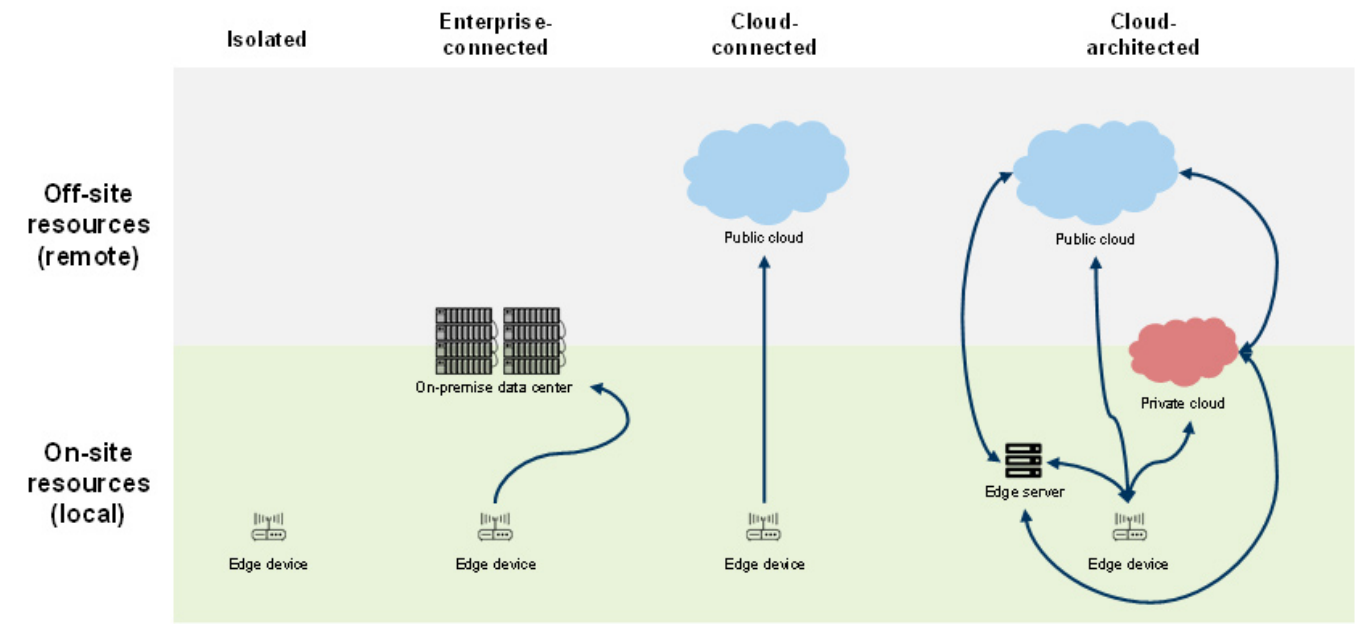 Isolated
Enterprise-
connected
Cloud-
connected
Cloud-
architected
Off-site
resources
(remote)
Public cloud
Public cloud
On-premise data center
Private cloud
On-site
resources
(local)
Edge server
Edge device
Edge device
Edge device
Edge device